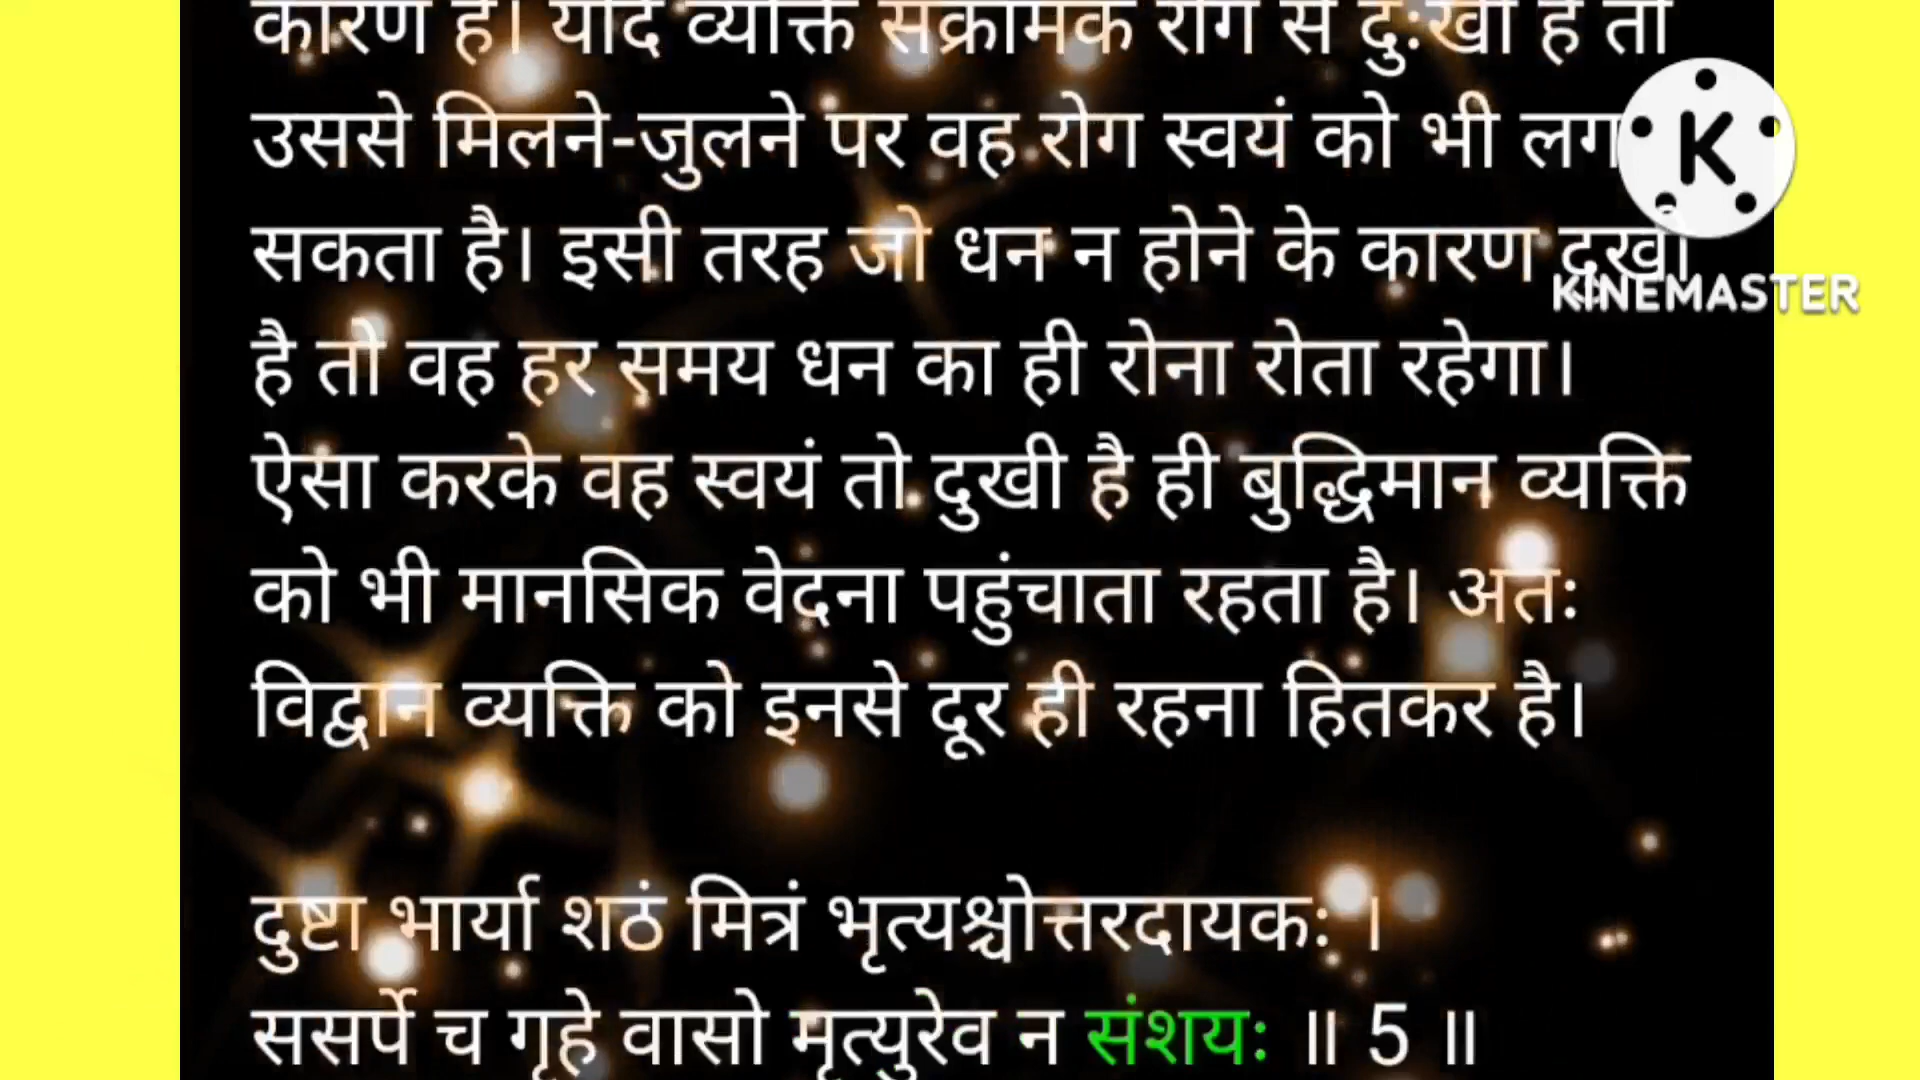 कारण है। यदि व्यक्ति संक्रामक रोग से दुःखी है तो
उससे मिलने-जुलने पर वह रोग स्वयं को भी लग
सकता है। इसी तरह जो धन न होने के कारण दुखी
है तो वह हर समय धन का ही रोना रोता रहेगा।
ऐसा करके वह स्वयं तो दुखी है ही बुद्धिमान व्यक्ति
को भी मानसिक वेदना पहुंचाता रहता है। अतः
विद्वान व्यक्ति को इनसे दूर ही रहना हितकर है।
दुष्टा भार्या शठं मित्रं भृत्यश्चोत्तरदायकः ।
ससर्पे च गृहे वासो मृत्युरेव न संशयः ॥ 5 ॥
K
KINEMASTER